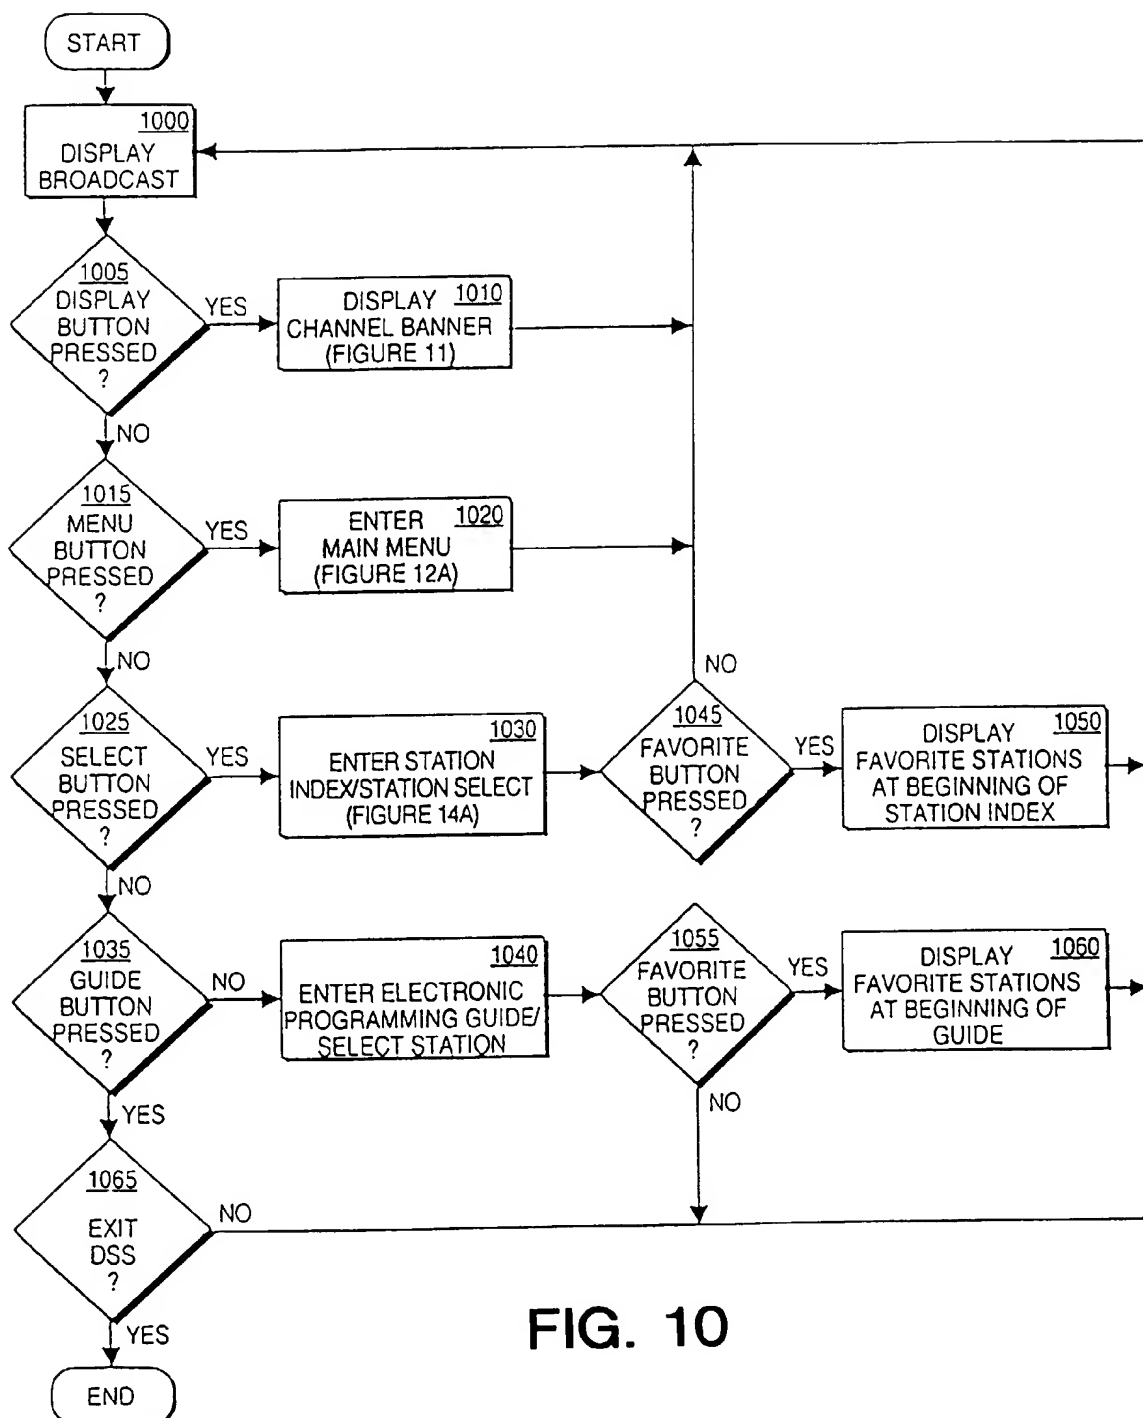 START
1000
DISPLAY
BROADCAST
1005
DISPLAY
BUTTON
PRESSED
?
YES
1010
DISPLAY
CHANNEL BANNER
(FIGURE 11)
NO
1015
MENU
BUTTON
PRESSED
?
YES
1020
ENTER
MAIN MENU
(FIGURE 12A)
NO
1025
SELECT
BUTTON
PRESSED
?
YES
1030
ENTER STATION
INDEX/STATION SELECT
(FIGURE 14A)
NO
1045
FAVORITE
BUTTON
PRESSED
?
YES
1050
DISPLAY
FAVORITE STATIONS
AT BEGINNING OF
STATION INDEX
NO
1035
GUIDE
BUTTON
PRESSED
?
NO
1040
ENTER ELECTRONIC
PROGRAMMING GUIDE/
SELECT STATION
1055
FAVORITE
BUTTON
PRESSED
?
YES
1060
DISPLAY
FAVORITE STATIONS
AT BEGINNING OF
GUIDE
NO
YES
1065
EXIT
DSS
?
NO
YES
END
FIG. 10